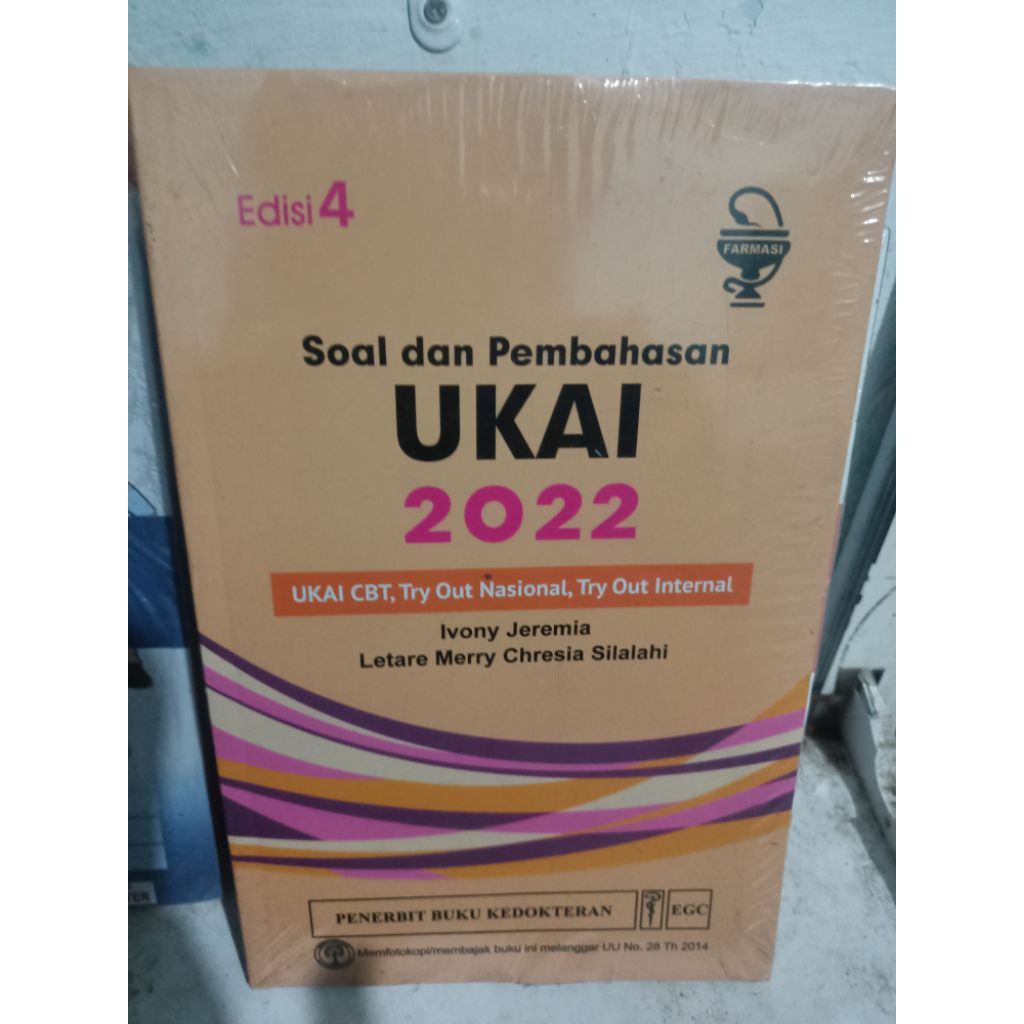 Edisi 4
FARMASI
Soal dan Pembahasan
UKAI
2022
UKAI CBT, Try Out Nasional, Try Out Internal
Ivony Jeremia
Letare Merry Chresia Silalahi
PENERBIT BUKU KEDOKTERAN
EGC
Memfotokopi/membajak buku ini melanggar UU No. 28 Th 2014